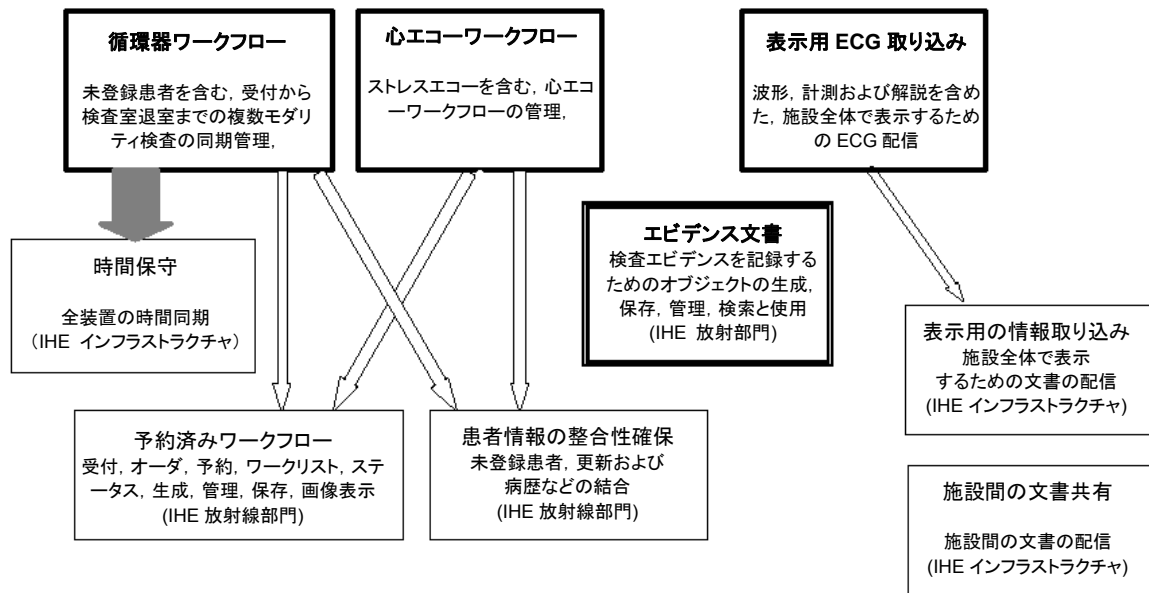 循環器ワークフロー
未登録患者を含む，受付から
検査室退室までの複数モダリ
ティ検査の同期管理,
心エコーワークフロー
ストレスエコーを含む，心エコ
ーワークフローの管理,
表示用 ECG 取り込み
波形，計測および解説を含め
た，施設全体で表示するため
の ECG 配信
エビデンス文書
検査エビデンスを記録する
ためのオブジェクトの生成，
保存，管理，検索と使用
(IHE 放射部門)
時間保守
全装置の時間同期
（IHE インフラストラクチャ）
表示用の情報取り込み
施設全体で表示
するための文書の配信
(IHE インフラストラクチャ)
予約済みワークフロー
受付，オーダ，予約，ワークリスト，ステ
ータス，生成，管理，保存，画像表示
(IHE 放射線部門)
患者情報の整合性確保
未登録患者，更新および
病歴などの結合
(IHE 放射線部門)
施設間の文書共有
施設間の文書の配信
(IHE インフラストラクチャ)